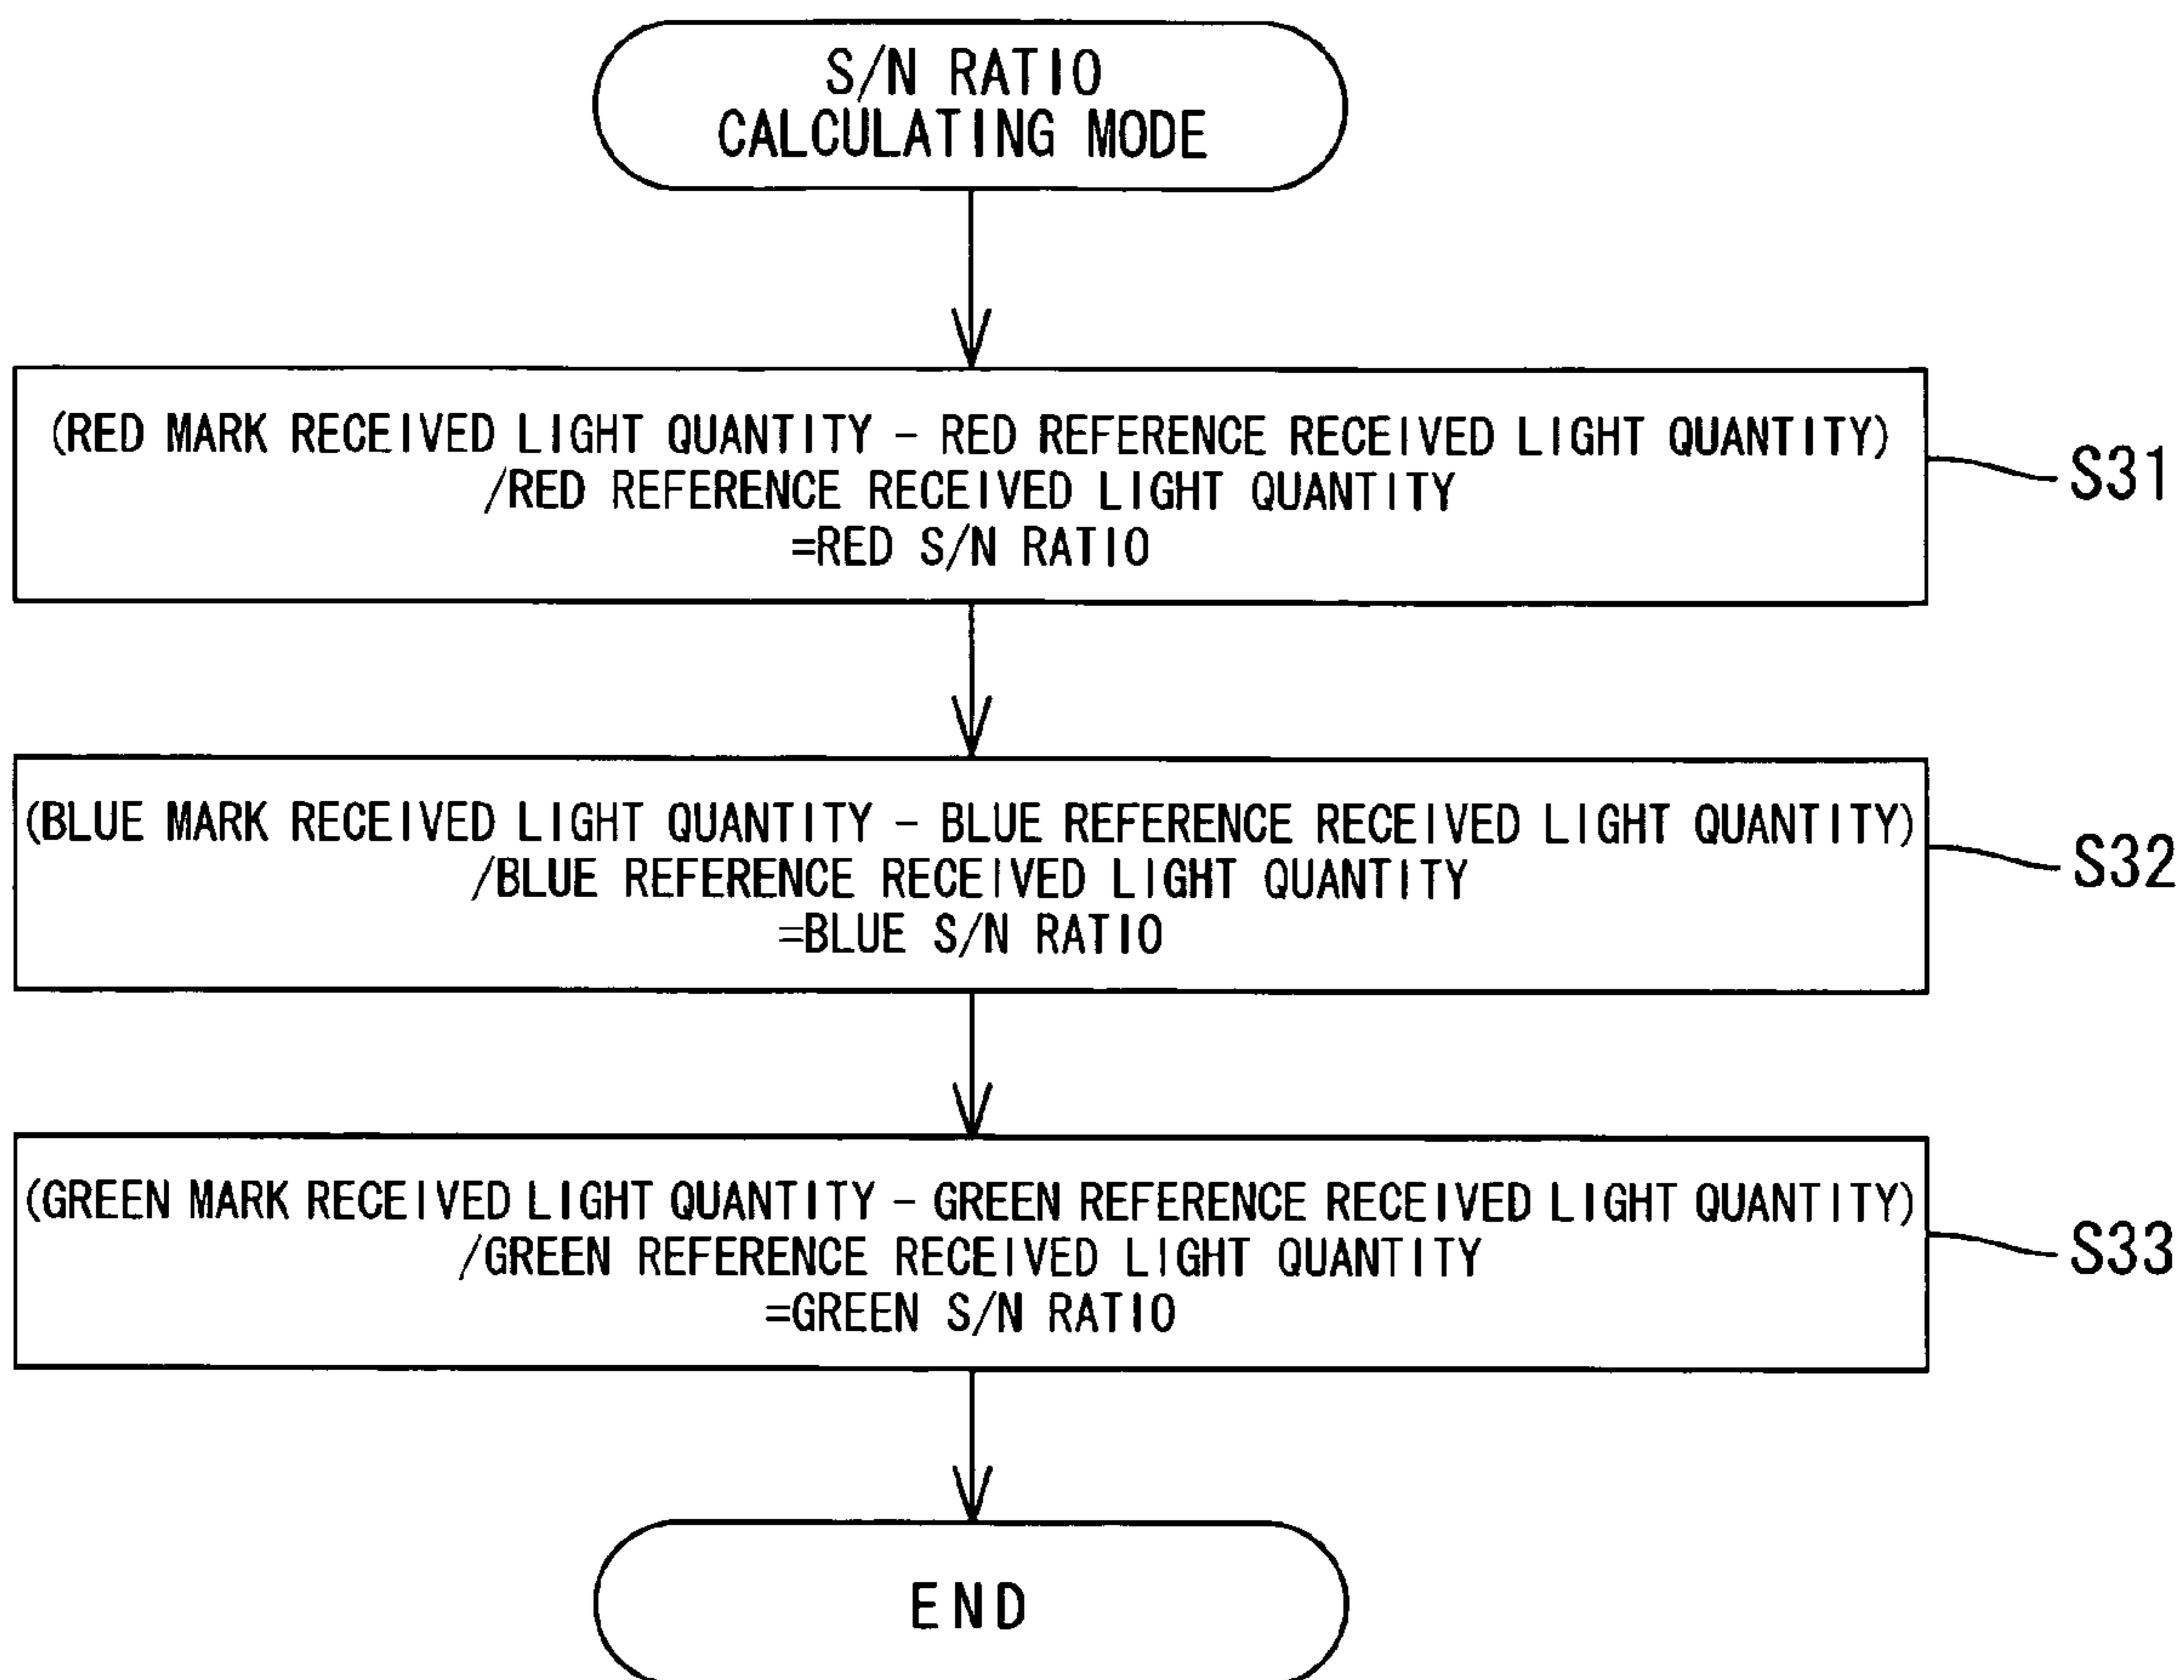 S/N RATIO
CALCULATING MODE
(RED MARK RECEIVED LIGHT QUANTITY – RED REFERENCE RECEIVED LIGHT QUANTITY)
/RED REFERENCE RECEIVED LIGHT QUANTITY
=RED S/N RATIO
S31
(BLUE MARK RECEIVED LIGHT QUANTITY – BLUE REFERENCE RECEIVED LIGHT QUANTITY)
/BLUE REFERENCE RECEIVED LIGHT QUANTITY
=BLUE S/N RATIO
S32
(GREEN MARK RECEIVED LIGHT QUANTITY – GREEN REFERENCE RECEIVED LIGHT QUANTITY)
/GREEN REFERENCE RECEIVED LIGHT QUANTITY
=GREEN S/N RATIO
S33
END